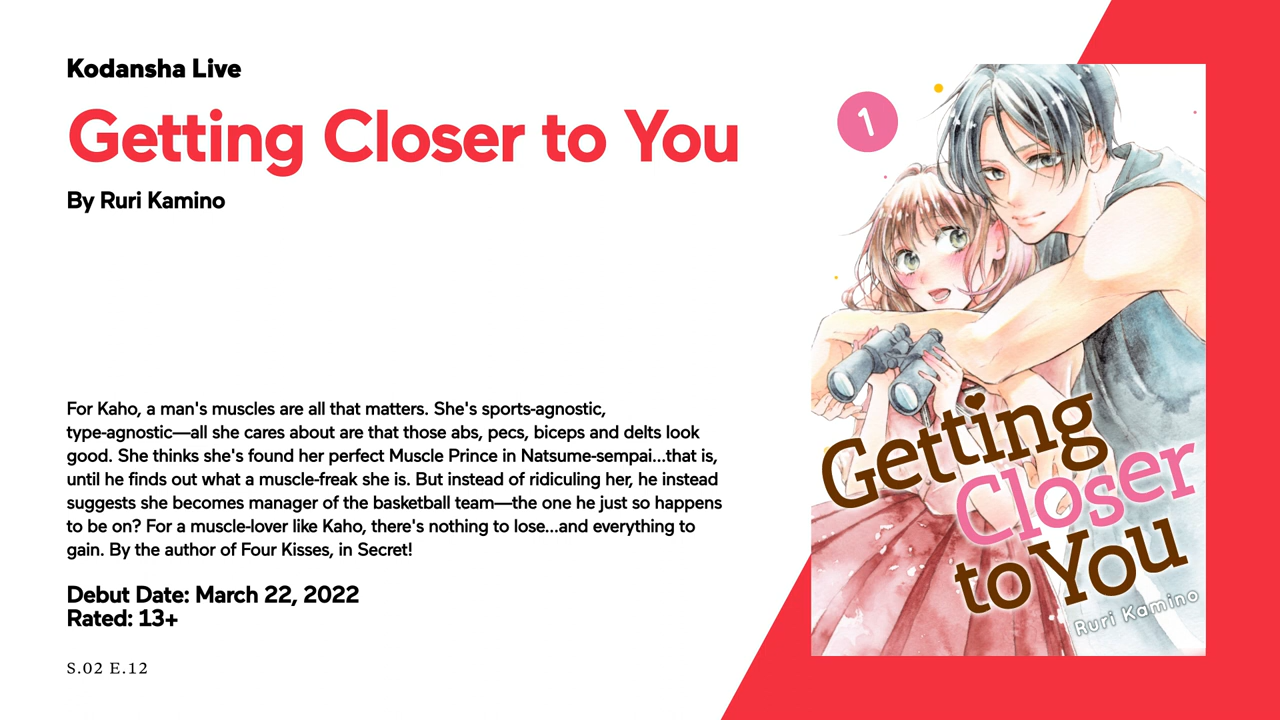 Kodansha Live
Getting Closer to You
By Ruri Kamino
For Kaho, a man's muscles are all that matters. She's sports-agnostic,
type-agnostic—all she cares about are that those abs, pecs, biceps and delts look
good. She thinks she's found her perfect Muscle Prince in Natsume-sempai...that is,
until he finds out what a muscle-freak she is. But instead of ridiculing her, he instead
suggests she becomes manager of the basketball team—the one he just so happens
to be on? For a muscle-lover like Kaho, there's nothing to lose...and everything to
gain. By the author of Four Kisses, in Secret!
Debut Date: March 22, 2022
Rated: 13+
S.02 E.12
1
Getting
Closer
to You
Ruri Kamino